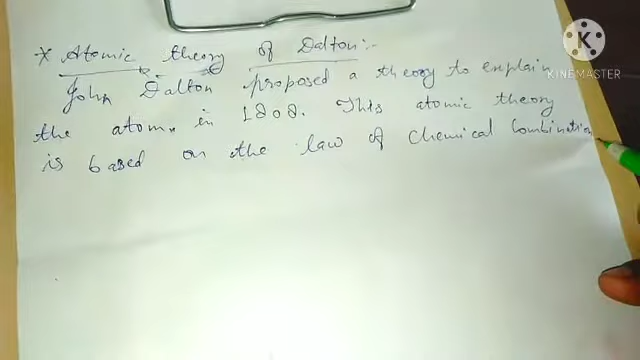 * Atomic theory of Dalton:-
John Dalton proposed a theory to explain
the atom in 1808. This atomic theory
is based on the law of Chemical Combination
KINEMASTER